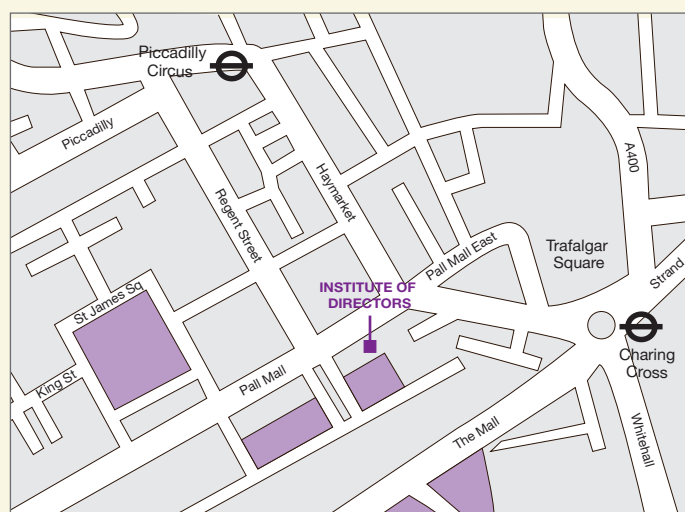 Piccadilly
Circus
Piccadilly
A400
Haymarket
Regent Street
Pall Mall East
Trafalgar
Square
Strand
INSTITUTE OF
DIRECTORS
St James Sq
Charing
Cross
King St
Pall Mall
The Mall
Whitehall